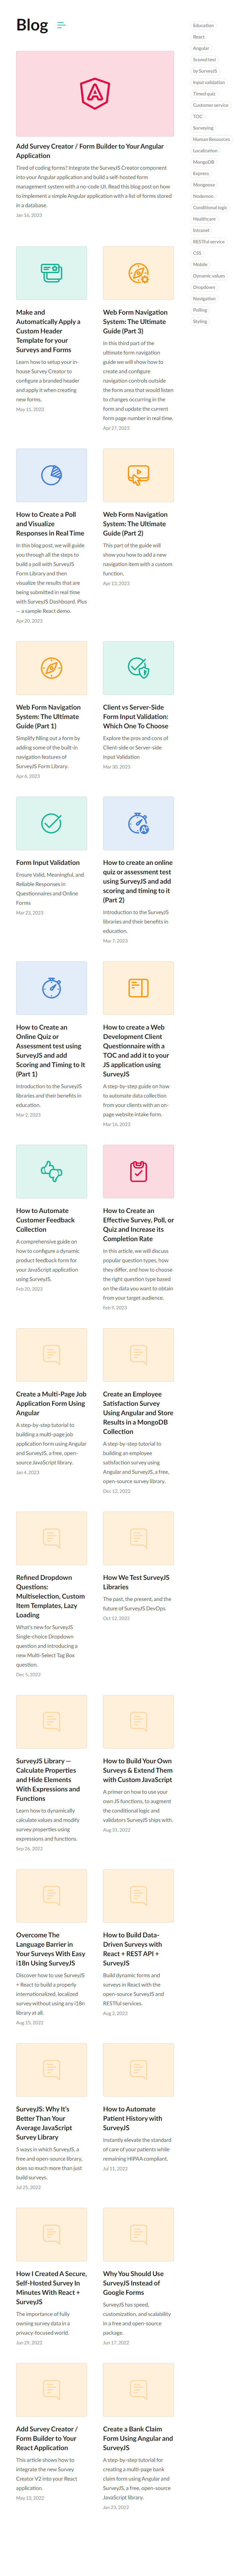 Blog
Add Survey Creator / Form Builder to Your Angular
Application
Tired of coding forms? Integrate the SurveyJS Creator component
into your Angular application and build a self-hosted form
management system with a no-code UI. Read this blog post on how
to implement a simple Angular application with a list of forms stored
in a database.
Jun 16, 2023
Make and
Automatically Apply a
Custom Header
Template for your
Surveys and Forms
Learn how to setup your in-
house Survey Creator to
configure a branded header
and apply it when creating
new forms.
May 11, 2023
Web Form Navigation
System: The Ultimate
Guide (Part 3)
In this third part of the
ultimate form navigation
guide we will show how to
create and configure
navigation controls outside
the form area that would listen
to changes occurring in the
form and update the current
form page number in real time.
Apr 27, 2023
How to Create a Poll
and Visualize
Responses in Real Time
In this blog post, we will guide
you through all the steps to
build a poll with SurveyJS
Form Library and then
visualize the results that are
being submitted in real time
with SurveyJS Dashboard. Plus
— a sample React demo.
Apr 20, 2023
Web Form Navigation
System: The Ultimate
Guide (Part 2)
This part of the guide will
show you how to add a new
navigation item with a custom
function.
Apr 13, 2023
Web Form Navigation
System: The Ultimate
Guide (Part 1)
Simplify filling out a form by
adding some of the built-in
navigation features of
SurveyJS Form Library.
Apr 6, 2023
Client vs Server-Side
Form Input Validation:
Which One To Choose
Explore the pros and cons of
Client-side or Server-side
Input Validation
Mar 30, 2023
Form Input Validation
Ensure Valid, Meaningful, and
Reliable Responses in
Questionnaires and Online
Forms
Mar 23, 2023
How to create an online
quiz or assessment test
using SurveyJS and add
scoring and timing to it
(Part 2)
Introduction to the SurveyJS
libraries and their benefits in
education.
Mar 7, 2023
How to Create an
Online Quiz or
Assessment test using
SurveyJS and add
Scoring and Timing to It
(Part 1)
Introduction to the SurveyJS
libraries and their benefits in
education.
Mar 2, 2023
How to create a Web
Development Client
Questionnaire with a
TOC and add it to your
JS application using
SurveyJS
A step-by-step guide on how
to automate data collection
from your clients with an on-
page website intake form.
Mar 16, 2023
How to Automate
Customer Feedback
Collection
A comprehensive guide on
how to configure a dynamic
product feedback form for
your JavaScript application
using SurveyJS.
Feb 20, 2023
How to Create an
Effective Survey, Poll, or
Quiz and Increase its
Completion Rate
In this article, we will discuss
popular question types, how
they differ, and how to choose
the right question type based
on the data you want to obtain
from your target audience.
Feb 9, 2023
Create a Multi-Page Job
Application Form Using
Angular
A step-by-step tutorial to
building a multi-page job
application form using Angular
and SurveyJS, a free, open-
source JavaScript library.
Jan 4, 2023
Create an Employee
Satisfaction Survey
Using Angular and Store
Results in a MongoDB
Collection
A step-by-step tutorial to
building an employee
satisfaction survey using
Angular and SurveyJS, a free,
open-source survey library.
Dec 12, 2022
Refined Dropdown
Questions:
Multiselection, Custom
Item Templates, Lazy
Loading
What's new for SurveyJS
Single-choice Dropdown
question and introducing a
new Multi-Select Tag Box
question.
Dec 5, 2022
How We Test SurveyJS
Libraries
The past, the present, and the
future of SurveyJS DevOps.
Oct 12, 2022
SurveyJS Library —
Calculate Properties
and Hide Elements
With Expressions and
Functions
Learn how to dynamically
calculate values and modify
survey properties using
expressions and functions.
Sep 26, 2022
How to Build Your Own
Surveys & Extend Them
with Custom JavaScript
A primer on how to use your
own JS functions, to augment
the conditional logic and
validators SurveyJS ships with.
Aug 31, 2022
Overcome The
Language Barrier in
Your Surveys With Easy
i18n Using SurveyJS
Discover how to use SurveyJS
+ React to build a properly
internationalized, localized
survey without using any i18n
library at all.
Aug 15, 2022
How to Build Data-
Driven Surveys with
React + REST API +
SurveyJS
Build dynamic forms and
surveys in React with the
open-source SurveyJS and
RESTful services.
Aug 2, 2022
SurveyJS: Why It's
Better Than Your
Average JavaScript
Survey Library
5 ways in which SurveyJS, a
free and open-source library,
does so much more than just
build surveys.
Jul 25, 2022
How to Automate
Patient History with
SurveyJS
Instantly elevate the standard
of care of your patients while
remaining HIPAA compliant.
Jul 11, 2022
How I Created A Secure,
Self-Hosted Survey In
Minutes With React +
SurveyJS
The importance of fully
owning survey data in a
privacy-focused world.
Jun 29, 2022
Why You Should Use
SurveyJS Instead of
Google Forms
SurveyJS has speed,
customization, and scalability
in a free and open-source
package.
Jun 17, 2022
Add Survey Creator /
Form Builder to Your
React Application
This article shows how to
integrate the new Survey
Creator V2 into your React
application.
May 13, 2022
Create a Bank Claim
Form Using Angular and
SurveyJS
A step-by-step tutorial for
creating a multi-page bank
claim form using Angular and
SurveyJS, a free, open-source
JavaScript library.
Jan 23, 2022
Education
React
Angular
Scored test
by SurveyJS
Input validation
Timed quiz
Customer service
TOC
Surveying
Human Resources
Localization
MongoDB
Express
Mongoose
Nodemon
Conditional logic
Healthcare
Intranet
RESTful service
CSS
Mobile
Dynamic values
Dropdown
Navigation
Polling
Styling